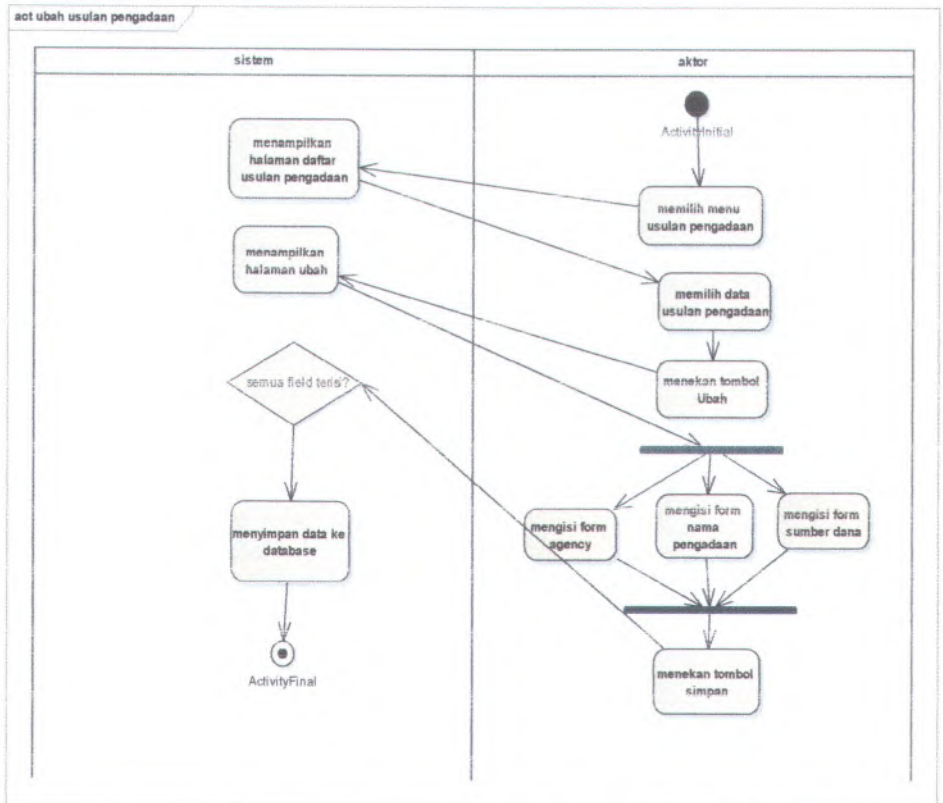 act ubah usulan pengadaan
sistem
aktor
ActivityInitial
menampilkan
halaman daftar
usulan pengadaan
memilih menu
usulan pengadaan
menampilkan
halaman ubah
memilih data
usulan pengadaan
menekan tombol
Ubah
semua field terisi?
mengisi form
agency
mengisi form
nama
pengadaan
mengisi form
sumber dana
menyimpan data ke
database
menekan tombol
simpan
ActivityFinal